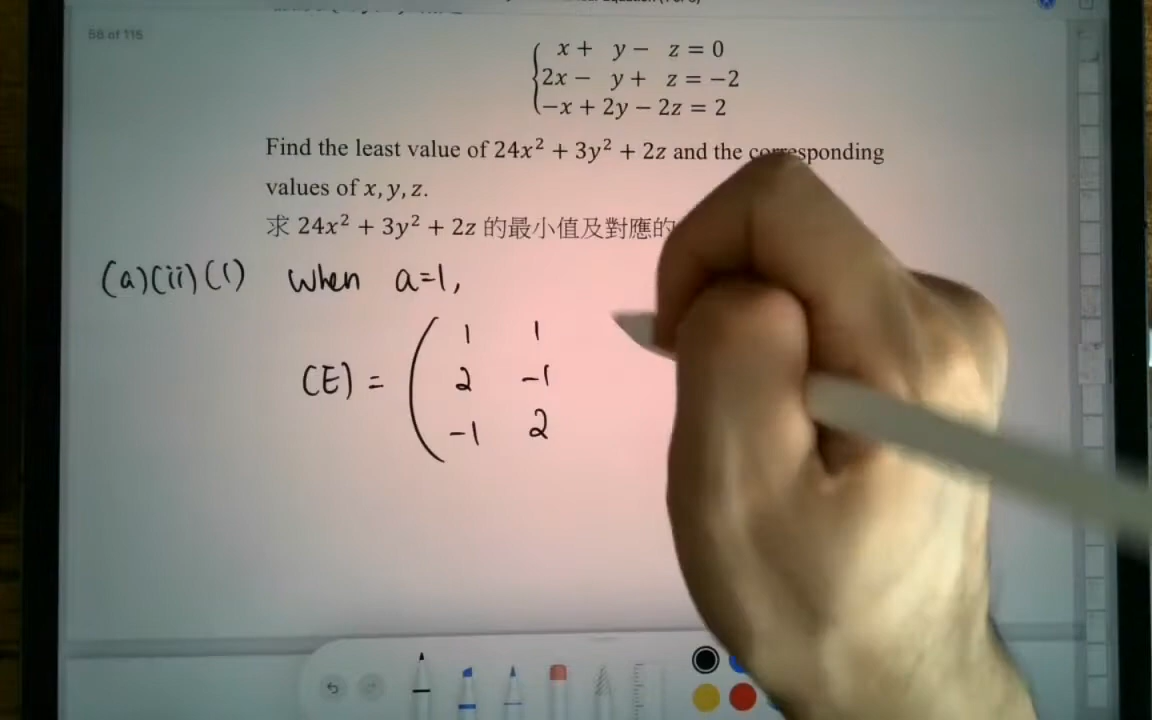 58 of 115
x + y − z = 0
2x − y + z = −2
−x + 2y − 2z = 2
Find the least value of 24x² + 3y² + 2z and the corresponding
values of x, y, z.
求 24x² + 3y² + 2z 的最小值及對應的
(a)(ii)(1) When a=1,
1 1
(E) = 2 -1
-1 2